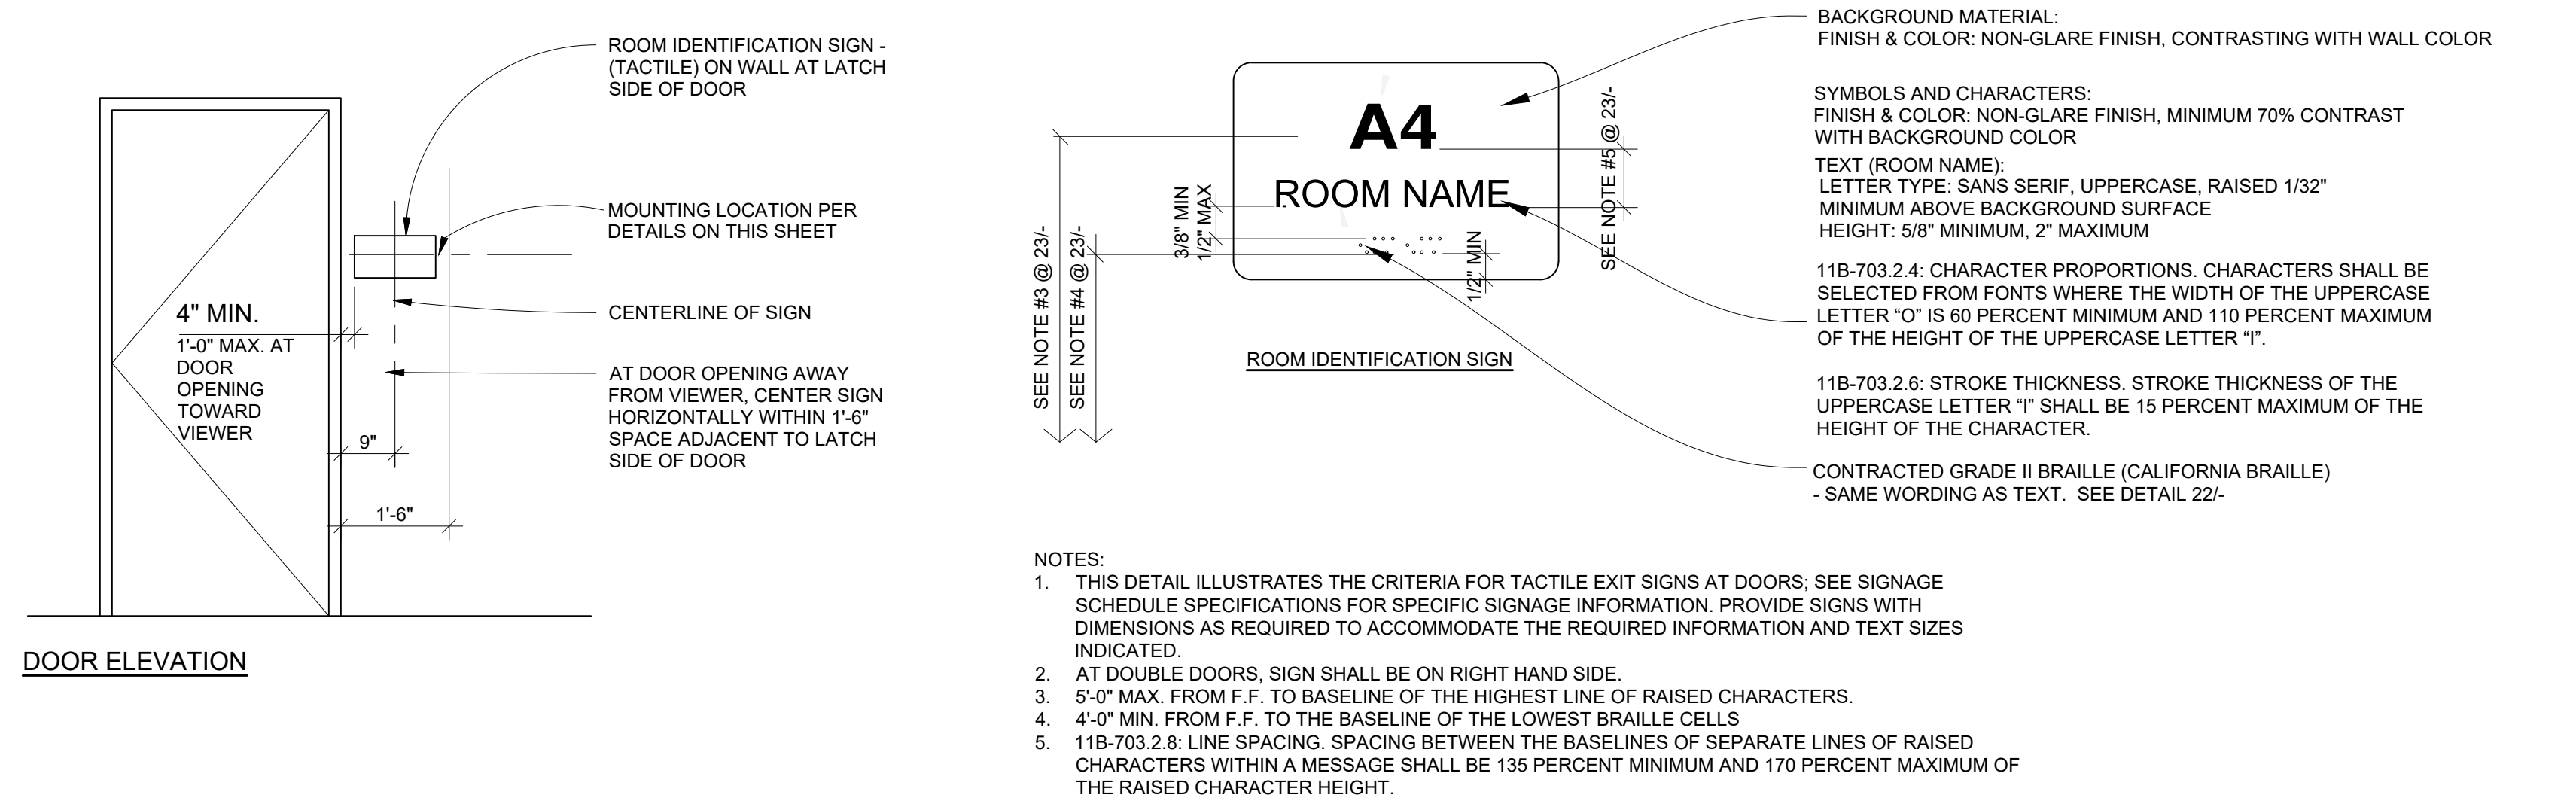 ROOM IDENTIFICATION SIGN -
(TACTILE) ON WALL AT LATCH
SIDE OF DOOR
MOUNTING LOCATION PER
DETAILS ON THIS SHEET
4" MIN.
1'-0" MAX. AT
DOOR
OPENING
TOWARD
VIEWER
CENTERLINE OF SIGN
AT DOOR OPENING AWAY
FROM VIEWER, CENTER SIGN
HORIZONTALLY WITHIN 1'-6"
SPACE ADJACENT TO LATCH
SIDE OF DOOR
9"
1'-6"
DOOR ELEVATION
SEE NOTE #3 @ 23/-
SEE NOTE #4 @ 23/-
3/8" MIN
1/2" MAX
A4
ROOM NAME
1/2" MIN
SEE NOTE #5 @ 23/-
ROOM IDENTIFICATION SIGN
BACKGROUND MATERIAL:
FINISH & COLOR: NON-GLARE FINISH, CONTRASTING WITH WALL COLOR
SYMBOLS AND CHARACTERS:
FINISH & COLOR: NON-GLARE FINISH, MINIMUM 70% CONTRAST
WITH BACKGROUND COLOR
TEXT (ROOM NAME):
LETTER TYPE: SANS SERIF, UPPERCASE, RAISED 1/32"
MINIMUM ABOVE BACKGROUND SURFACE
HEIGHT: 5/8" MINIMUM, 2" MAXIMUM
11B-703.2.4: CHARACTER PROPORTIONS. CHARACTERS SHALL BE
SELECTED FROM FONTS WHERE THE WIDTH OF THE UPPERCASE
LETTER “O” IS 60 PERCENT MINIMUM AND 110 PERCENT MAXIMUM
OF THE HEIGHT OF THE UPPERCASE LETTER “I”.
11B-703.2.6: STROKE THICKNESS. STROKE THICKNESS OF THE
UPPERCASE LETTER “I” SHALL BE 15 PERCENT MAXIMUM OF THE
HEIGHT OF THE CHARACTER.
CONTRACTED GRADE II BRAILLE (CALIFORNIA BRAILLE)
- SAME WORDING AS TEXT. SEE DETAIL 22/-
NOTES:
1. THIS DETAIL ILLUSTRATES THE CRITERIA FOR TACTILE EXIT SIGNS AT DOORS; SEE SIGNAGE
SCHEDULE SPECIFICATIONS FOR SPECIFIC SIGNAGE INFORMATION. PROVIDE SIGNS WITH
DIMENSIONS AS REQUIRED TO ACCOMMODATE THE REQUIRED INFORMATION AND TEXT SIZES
INDICATED.
2. AT DOUBLE DOORS, SIGN SHALL BE ON RIGHT HAND SIDE.
3. 5'-0" MAX. FROM F.F. TO BASELINE OF THE HIGHEST LINE OF RAISED CHARACTERS.
4. 4'-0" MIN. FROM F.F. TO THE BASELINE OF THE LOWEST BRAILLE CELLS
5. 11B-703.2.8: LINE SPACING. SPACING BETWEEN THE BASELINES OF SEPARATE LINES OF RAISED
CHARACTERS WITHIN A MESSAGE SHALL BE 135 PERCENT MINIMUM AND 170 PERCENT MAXIMUM OF
THE RAISED CHARACTER HEIGHT.